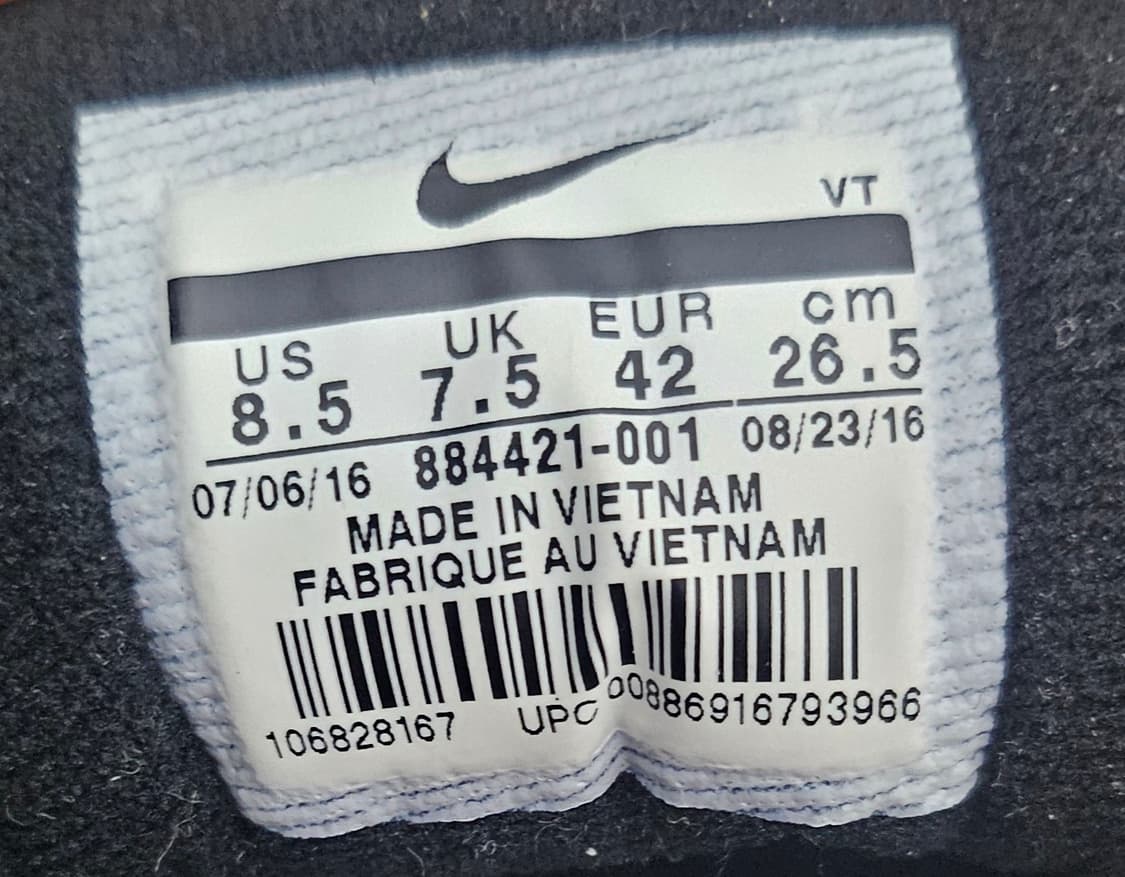 VT
US UK EUR cm
8.5 7.5 42 26.5
07/06/16 884421-001 08/23/16
MADE IN VIETNAM
FABRIQUE AU VIETNAM
106828167 UPC 00886916793966